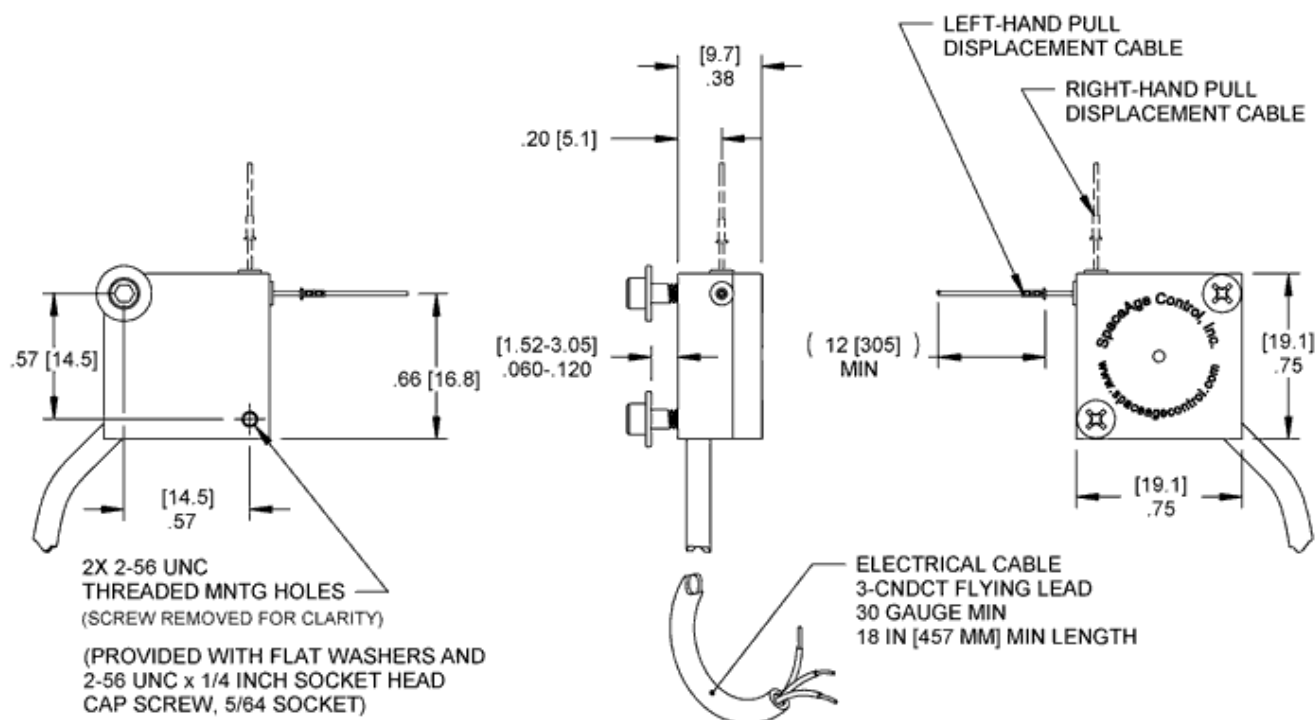 LEFT-HAND PULL
DISPLACEMENT CABLE
RIGHT-HAND PULL
DISPLACEMENT CABLE
[9.7]
.38
.20 [5.1]
.57 [14.5]
.66 [16.8]
[14.5]
.57
[1.52-3.05]
.060-.120
( 12 [305] )
MIN
SpaceAge Control, Inc.
www.spaceagecontrol.com
[19.1]
.75
[19.1]
.75
2X 2-56 UNC
THREADED MNTG HOLES
(SCREW REMOVED FOR CLARITY)
(PROVIDED WITH FLAT WASHERS AND
2-56 UNC x 1/4 INCH SOCKET HEAD
CAP SCREW, 5/64 SOCKET)
ELECTRICAL CABLE
3-CNDCT FLYING LEAD
30 GAUGE MIN
18 IN [457 MM] MIN LENGTH